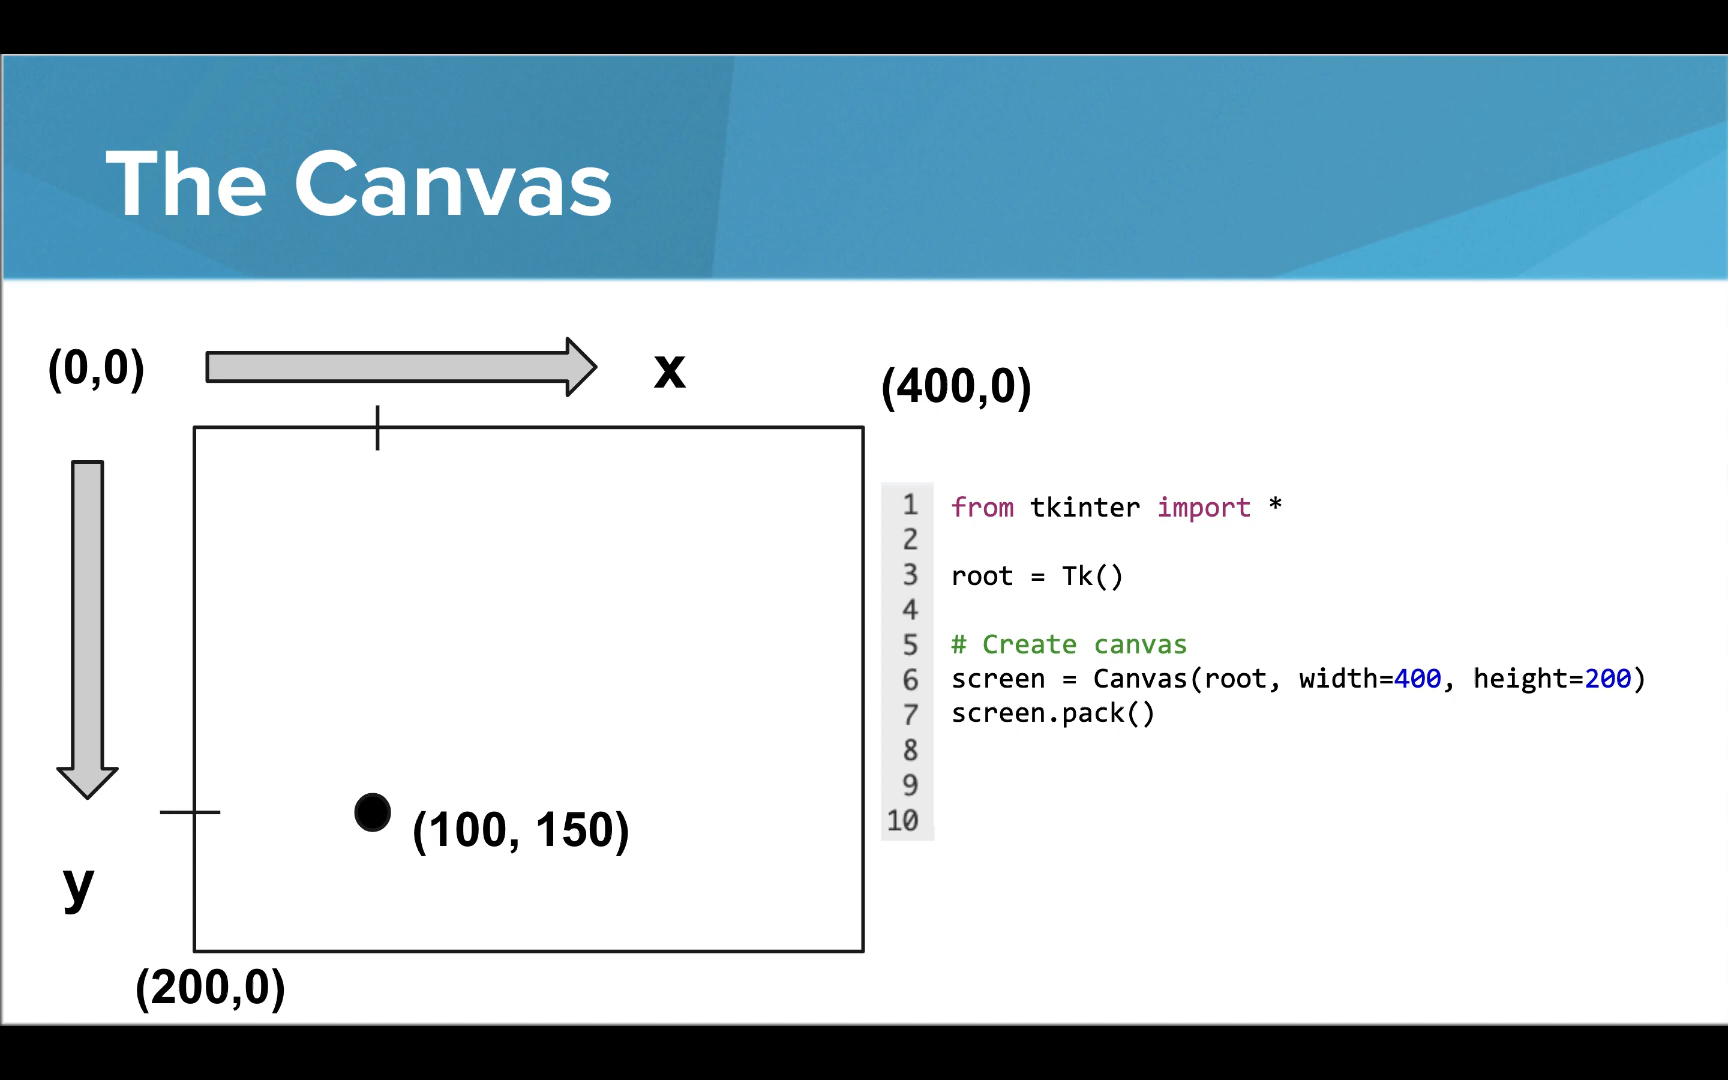 The Canvas
(0,0)
x
(400,0)
1 from tkinter import *
2
3 root = Tk()
4
5 # Create canvas
6 screen = Canvas(root, width=400, height=200)
7 screen.pack()
8
9
10
(100, 150)
y
(200,0)